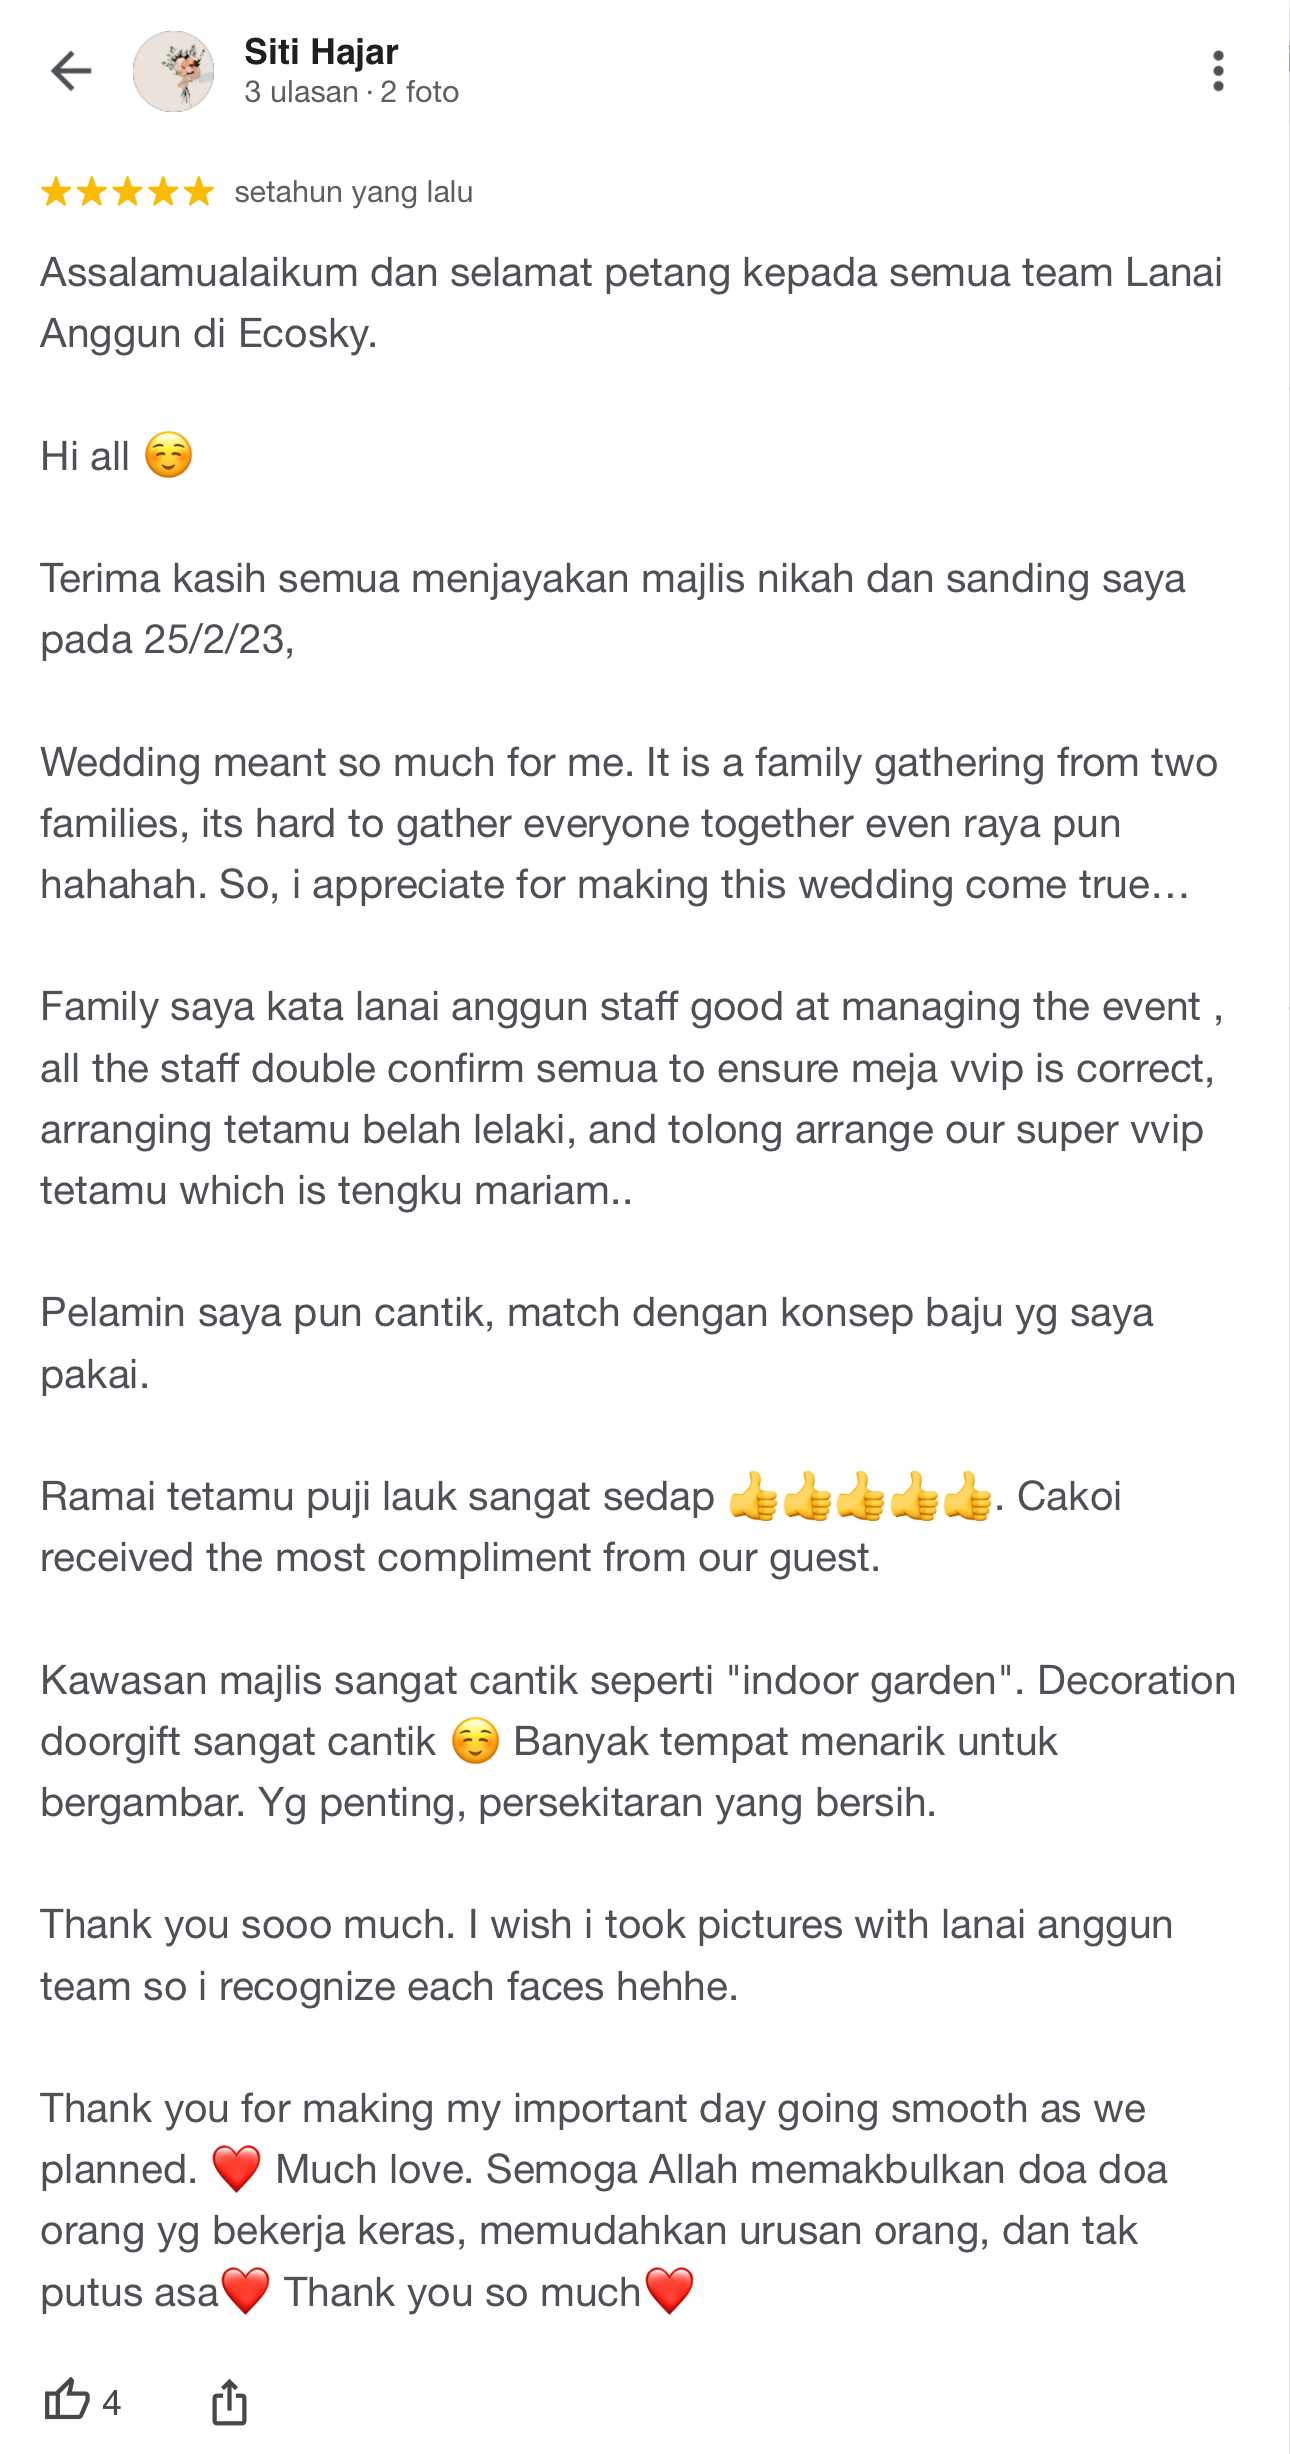 Siti Hajar
3 ulasan · 2 foto
setahun yang lalu
Assalamualaikum dan selamat petang kepada semua team Lanai
Anggun di Ecosky.
Hi all ☺️
Terima kasih semua menjayakan majlis nikah dan sanding saya
pada 25/2/23,
Wedding meant so much for me. It is a family gathering from two
families, its hard to gather everyone together even raya pun
hahahah. So, i appreciate for making this wedding come true…
Family saya kata lanai anggun staff good at managing the event ,
all the staff double confirm semua to ensure meja vvip is correct,
arranging tetamu belah lelaki, and tolong arrange our super vvip
tetamu which is tengku mariam..
Pelamin saya pun cantik, match dengan konsep baju yg saya
pakai.
Ramai tetamu puji lauk sangat sedap 👍👍👍👍👍. Cakoi
received the most compliment from our guest.
Kawasan majlis sangat cantik seperti "indoor garden". Decoration
doorgift sangat cantik ☺️ Banyak tempat menarik untuk
bergambar. Yg penting, persekitaran yang bersih.
Thank you sooo much. I wish i took pictures with lanai anggun
team so i recognize each faces hehhe.
Thank you for making my important day going smooth as we
planned. ❤️ Much love. Semoga Allah memakbulkan doa doa
orang yg bekerja keras, memudahkan urusan orang, dan tak
putus asa❤️ Thank you so much❤️
4